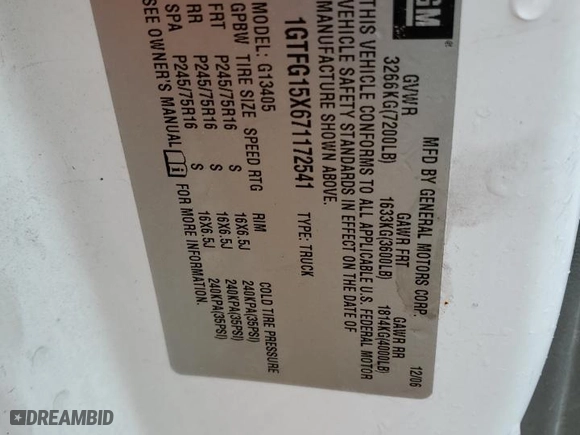 GM
MFD BY GENERAL MOTORS CORP. 12/06
GVWR GAWR FRT GAWR RR
3266KG(7200LB) 1633KG(3600LB) 1814KG(4000LB)
THIS VEHICLE CONFORMS TO ALL APPLICABLE U.S. FEDERAL MOTOR
VEHICLE SAFETY STANDARDS IN EFFECT ON THE DATE OF
MANUFACTURE SHOWN ABOVE.
1GTFG15X671172541 TYPE: TRUCK
G13405
GPBW TIRE SIZE SPEED RTG RIM COLD TIRE PRESSURE
FRT P245/75R16 S 16X6.5J 240KPA(35PSI)
RR P245/75R16 S 16X6.5J 240KPA(35PSI)
SPA P245/75R16 S 16X6.5J 240KPA(35PSI)
SEE OWNER'S MANUAL FOR MORE INFORMATION.
DREAMBID